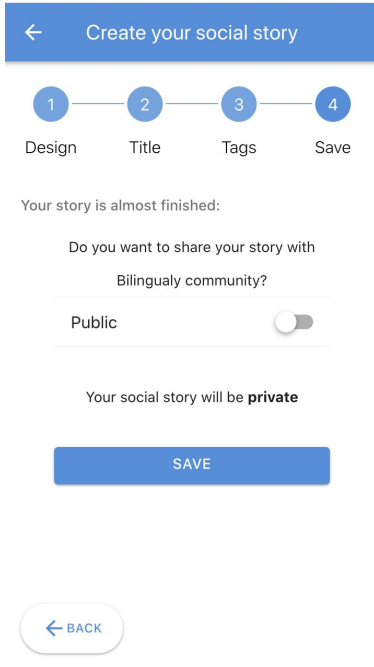 Create your social story
1 2 3 4
Design Title Tags Save
Your story is almost finished:
Do you want to share your story with
Bilingualy community?
Public
Your social story will be private
SAVE
BACK